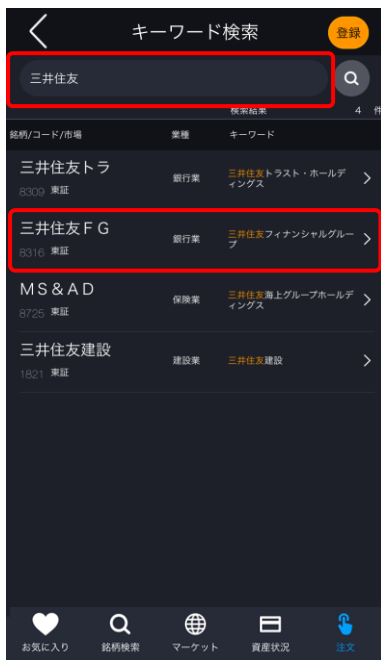 キーワード検索
登録
三井住友
検索結果 4 件
銘柄/コード/市場 業種 キーワード
三井住友トラ
8309 東証
銀行業
三井住友トラスト・ホールデ
ィングス
三井住友ＦＧ
8316 東証
銀行業
三井住友フィナンシャルグルー
プ
ＭＳ＆ＡＤ
8725 東証
保険業
三井住友海上グループホールデ
ィングス
三井住友建設
1821 東証
建設業
三井住友建設
お気に入り 銘柄検索 マーケット 資産状況 注文